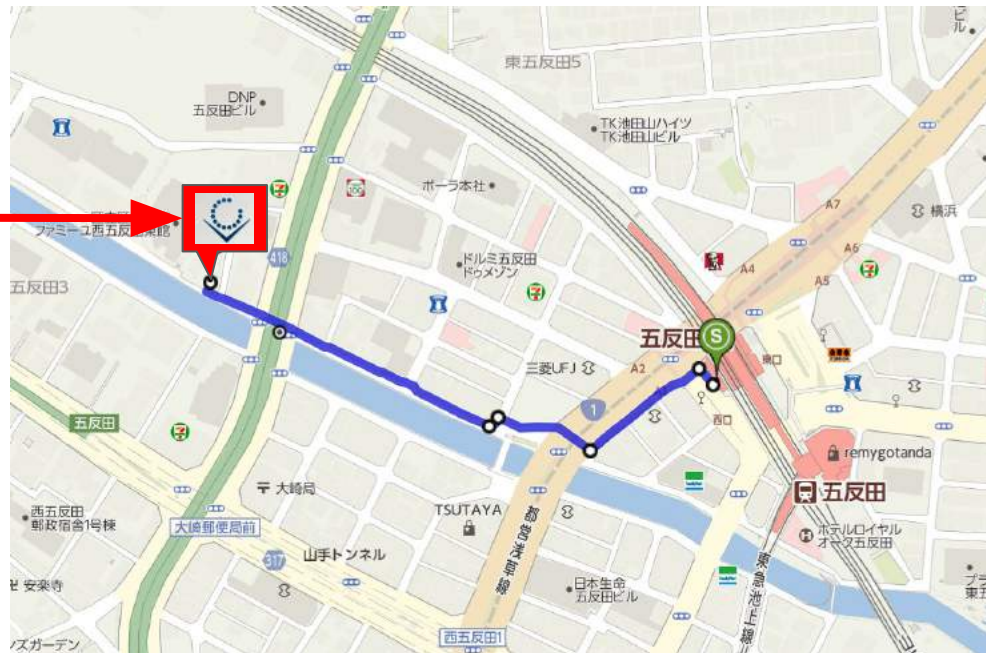 ビル
東五反田5
DNP
五反田ビル
TK池田山ハイツ
TK池田山ビル
ポーラ本社
A7
横浜
ファミーユ西五反田
五反田3
418
ドルミ五反田
ドゥメゾン
A4
A6
A5
五反田
S
東口
三菱UFJ
A2
1
西口
五反田
remygotanda
五反田
大崎局
TSUTAYA
西五反田
郵政宿舎1号棟
大崎郵便局前
都営浅草線
ホテルロイヤル
オーク五反田
317
山手トンネル
安楽寺
日本生命
五反田ビル
東急池上線
プラ
東五
ズガーデン
西五反田1